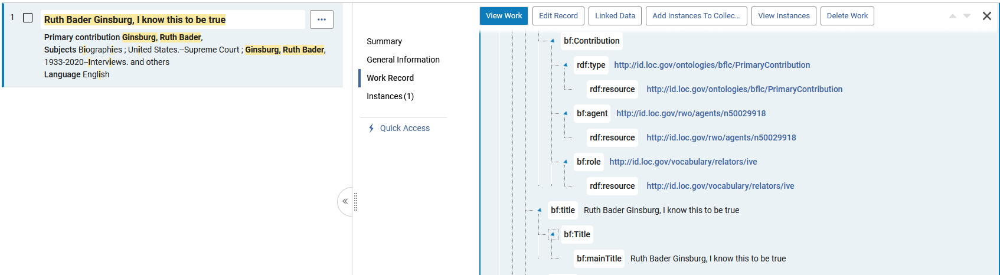 1
Ruth Bader Ginsburg, I know this to be true
Primary contribution Ginsburg, Ruth Bader,
Subjects Biographies ; United States.--Supreme Court ; Ginsburg, Ruth Bader,
1933-2020--Interviews. and others
Language English
Summary
General Information
Work Record
Instances (1)
Quick Access
View Work
Edit Record
Linked Data
Add Instances To Collec...
View Instances
Delete Work
bf:Contribution
rdf:type http://id.loc.gov/ontologies/bflc/PrimaryContribution
rdf:resource http://id.loc.gov/ontologies/bflc/PrimaryContribution
bf:agent http://id.loc.gov/rwo/agents/n50029918
rdf:resource http://id.loc.gov/rwo/agents/n50029918
bf:role http://id.loc.gov/vocabulary/relators/ive
rdf:resource http://id.loc.gov/vocabulary/relators/ive
bf:title Ruth Bader Ginsburg, I know this to be true
bf:Title
bf:mainTitle Ruth Bader Ginsburg, I know this to be true